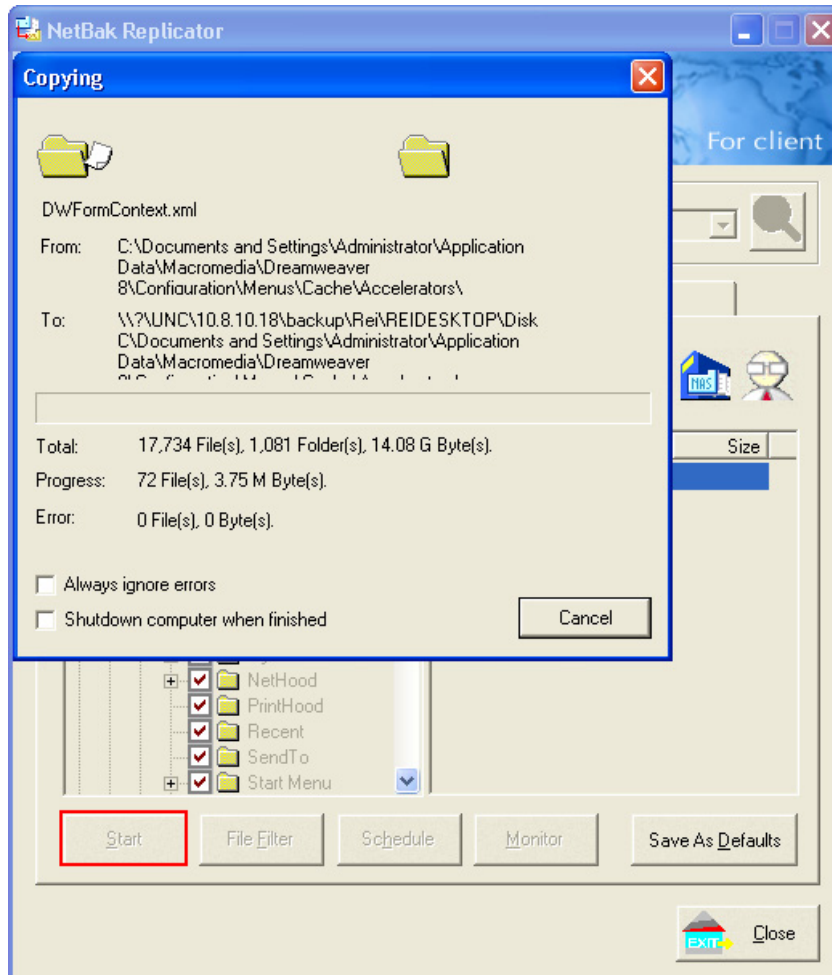 NetBak Replicator
Copying
For client
DWFormContext.xml
From: C:\Documents and Settings\Administrator\Application
Data\Macromedia\Dreamweaver
8\Configuration\Menus\Cache\Accelerators\
To: \\?\UNC\10.8.10.18\backup\Rei\REIDESKTOP\Disk
C\Documents and Settings\Administrator\Application
Data\Macromedia\Dreamweaver
NAS
Total: 17,734 File(s), 1,081 Folder(s), 14.08 G Byte(s).
Size
Progress: 72 File(s), 3.75 M Byte(s).
Error: 0 File(s), 0 Byte(s).
Always ignore errors
Shutdown computer when finished
Cancel
NetHood
PrintHood
Recent
SendTo
Start Menu
Start File Filter Schedule Monitor Save As Defaults
EXIT Close